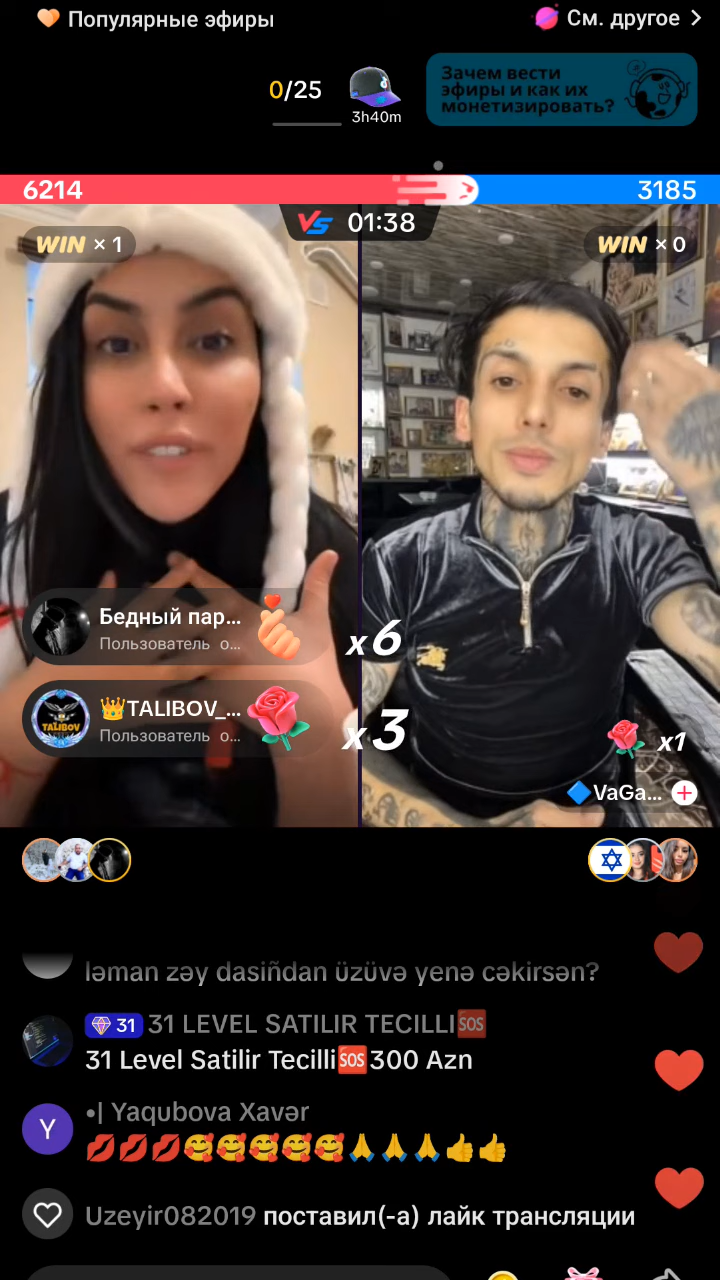 Популярные эфиры
См. другое
0/25
3h40m
Зачем вести
эфиры и как их
монетизировать?
6214
3185
VS 01:38
WIN × 1
WIN × 0
Бедный пар...
Пользователь о...
x6
👑TALIBOV_...
Пользователь о...
x3
TALIBOV
x1
🔷VaGa...
ləman zəy dasiñdan üzüvə yenə cəkirsən?
31 31 LEVEL SATILIR TECILLI🆘
31 Level Satilir Tecilli🆘300 Azn
Y
•| Yaqubova Xavər
💋💋💋🥰🥰🥰🥰🥰🙏🙏🙏👍👍
Uzeyir082019 поставил(-а) лайк трансляции